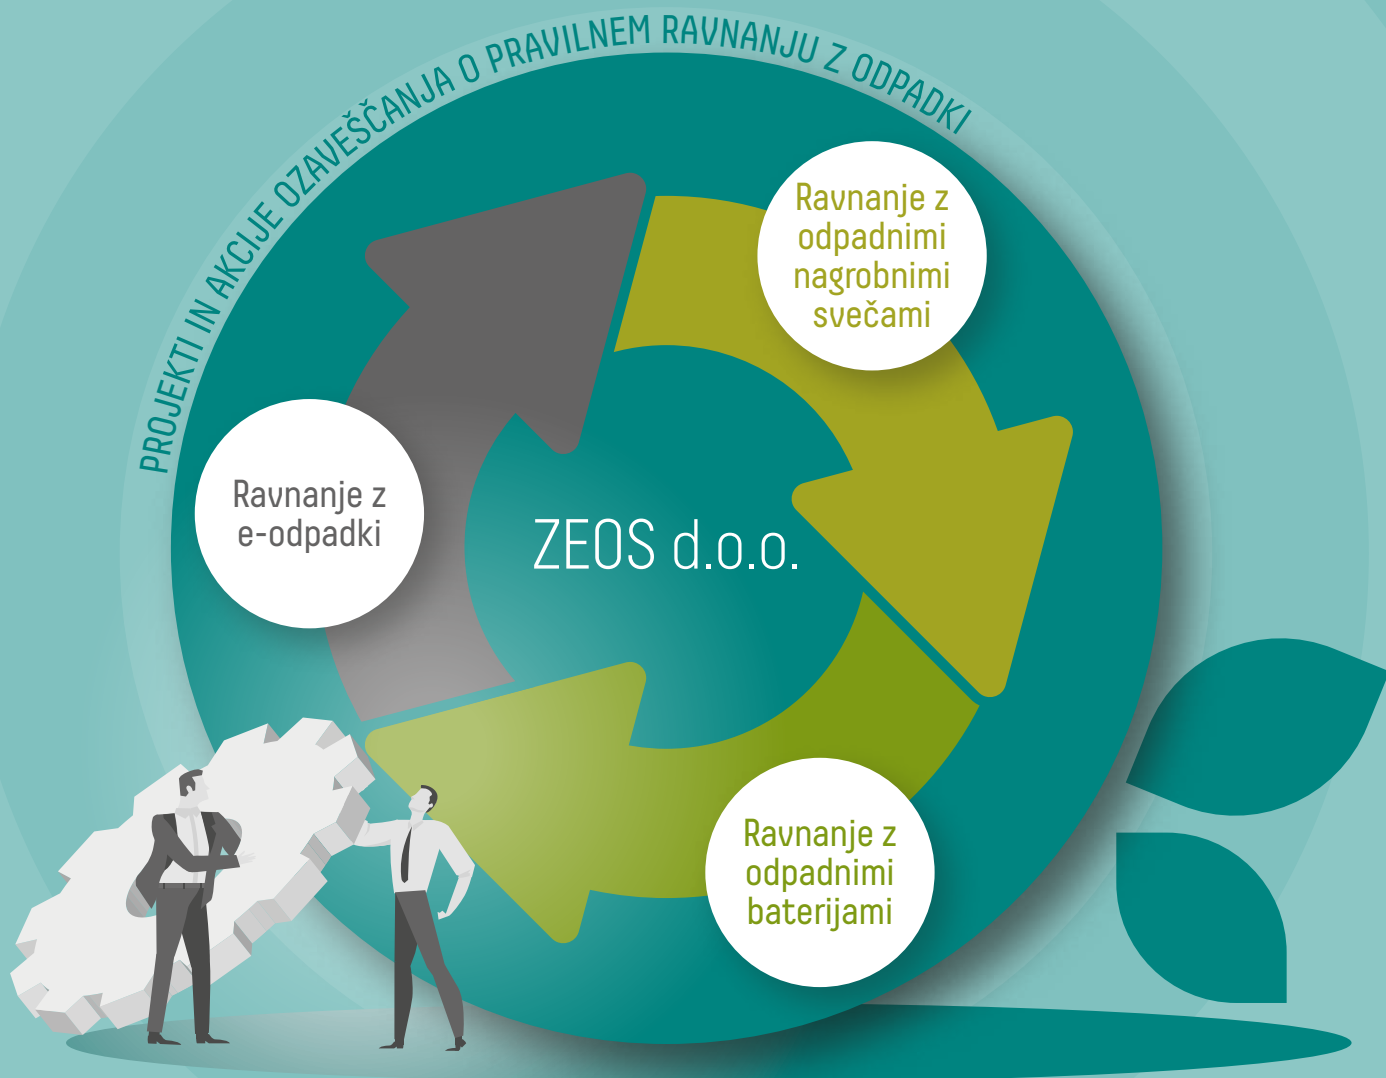 PROJEKTI IN AKCIJE OZAVEŠČANJA O PRAVILNEM RAVNANJU Z ODPADKI
Ravnanje z
odpadnimi
nagrobnimi
svečami
Ravnanje z
e-odpadki
ZEOS d.o.o.
Ravnanje z
odpadnimi
baterijami